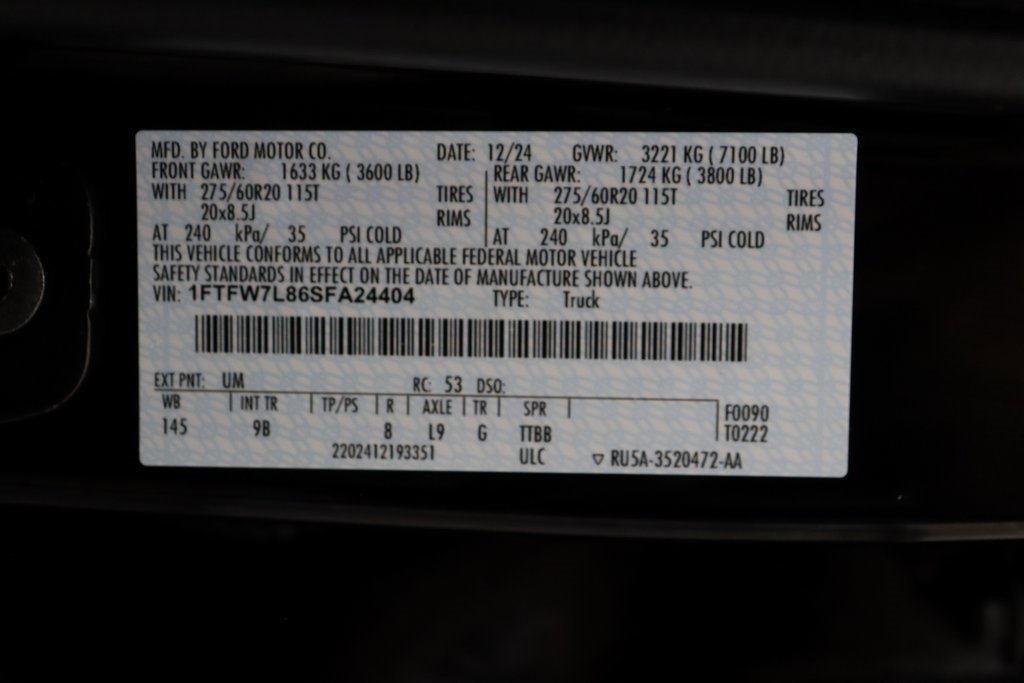 MFD. BY FORD MOTOR CO. DATE: 12/24 GVWR: 3221 KG ( 7100 LB)
FRONT GAWR: 1633 KG ( 3600 LB) REAR GAWR: 1724 KG ( 3800 LB)
WITH 275/60R20 115T TIRES WITH 275/60R20 115T TIRES
20x8.5J RIMS 20x8.5J RIMS
AT 240 kPa/ 35 PSI COLD AT 240 kPa/ 35 PSI COLD
THIS VEHICLE CONFORMS TO ALL APPLICABLE FEDERAL MOTOR VEHICLE
SAFETY STANDARDS IN EFFECT ON THE DATE OF MANUFACTURE SHOWN ABOVE.
VIN: 1FTFW7L86SFA24404 TYPE: Truck
EXT PNT: UM RC: 53 DSO:
WB INT TR TP/PS R AXLE TR SPR F0090
145 9B 8 L9 G TTBB T0222
2202412193351 ULC ▽ RU5A-3520472-AA